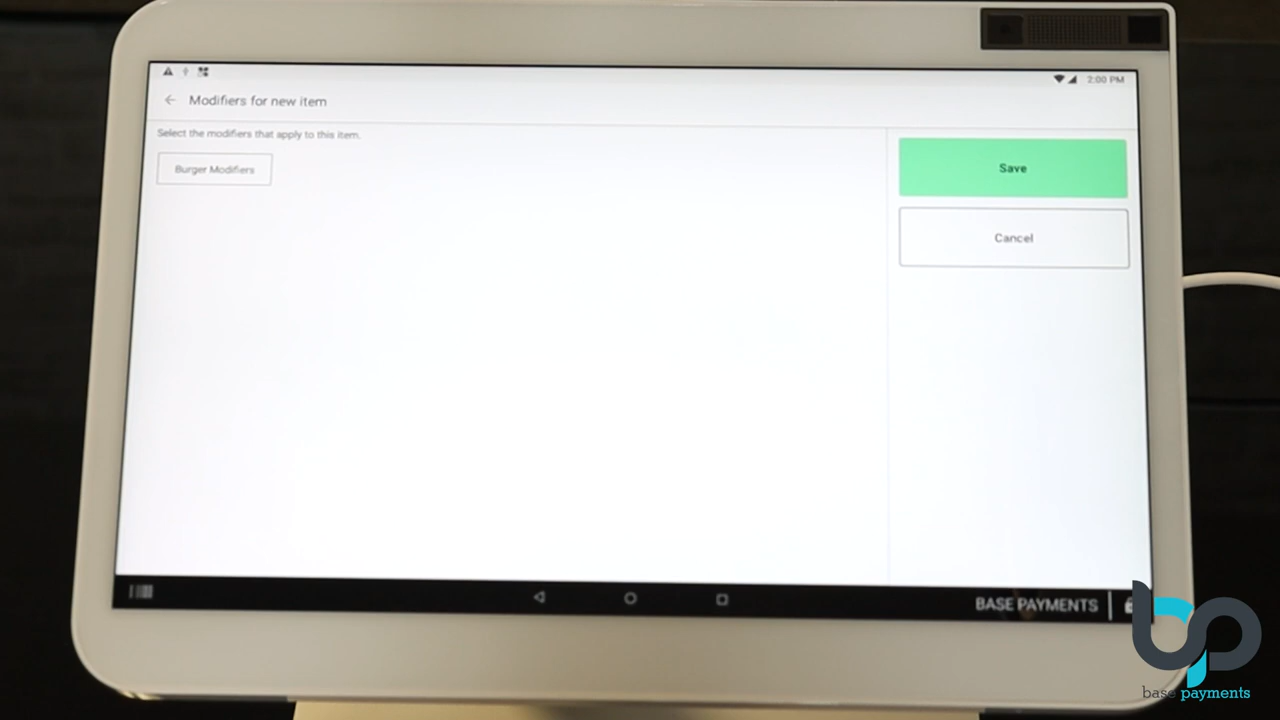 2:00 PM
Modifiers for new item
Select the modifiers that apply to this item.
Burger Modifiers
Save
Cancel
BASE PAYMENTS
bp
base payments